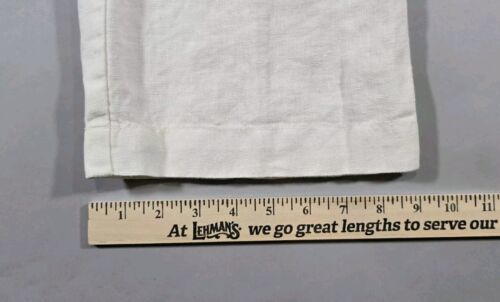 1 2 3 4 5 6 7 8 9 10 11
At LEHMAN'S we go great lengths to serve our